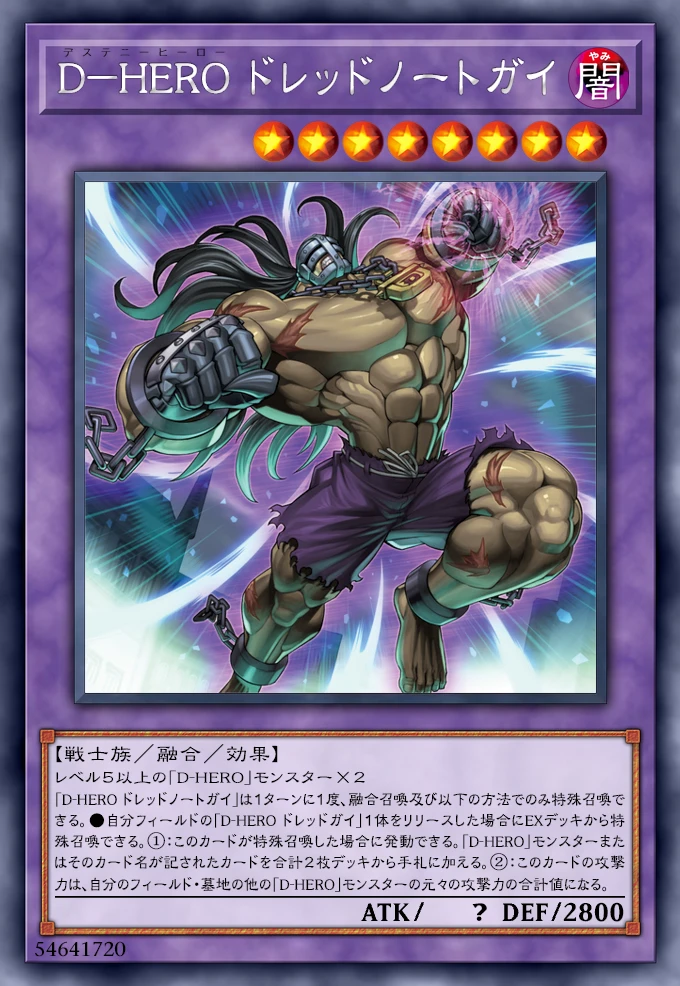 デステニーヒーロー
D-HERO ドレッドノートガイ
やみ
闇
【戦士族／融合／効果】
レベル5以上の「D-HERO」モンスター×2
「D-HERO ドレッドノートガイ」は1ターンに1度、融合召喚及び以下の方法でのみ特殊召喚で
きる。●自分フィールドの「D-HERO ドレッドガイ」1体をリリースした場合にEXデッキから特
殊召喚できる。①：このカードが特殊召喚した場合に発動できる。「D-HERO」モンスターまた
はそのカード名が記されたカードを合計2枚デッキから手札に加える。②：このカードの攻撃
力は、自分のフィールド・墓地の他の「D-HERO」モンスターの元々の攻撃力の合計値になる。
ATK/ ? DEF/2800
54641720